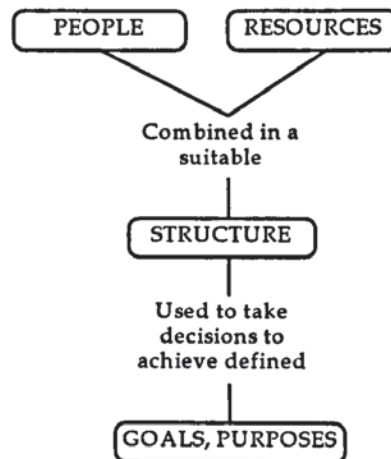 PEOPLE RESOURCES
Combined in a
suitable
STRUCTURE
Used to take
decisions to
achieve defined
GOALS, PURPOSES